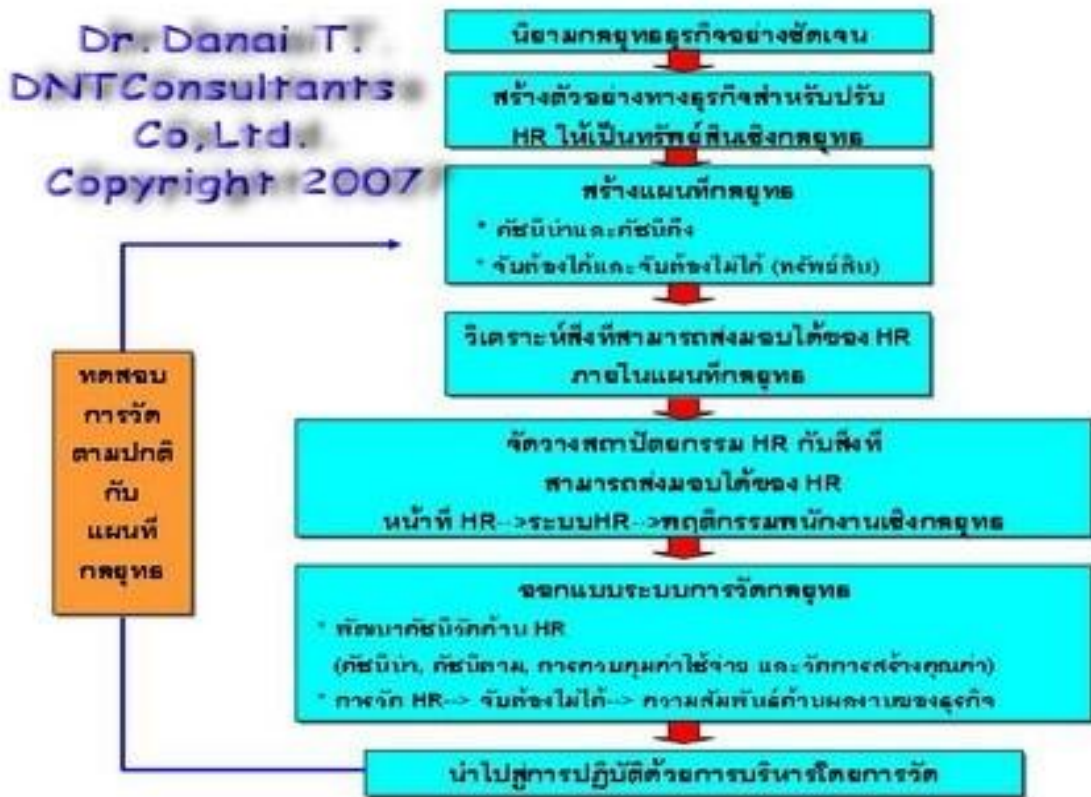 Dr. Danai T.
DNTConsultants
Co,Ltd.
Copyright 2007
นิยามกลยุทธธุรกิจอย่างชัดเจน
สร้างตัวอย่างทางธุรกิจสำหรับปรับ
HR ให้เป็นทรัพย์สินเชิงกลยุทธ
สร้างแผนที่กลยุทธ
* ดัชนีนำและดัชนีถึง
* จับต้องได้และจับต้องไม่ได้ (ทรัพย์สิน)
วิเคราะห์สิ่งที่สามารถส่งมอบได้ของ HR
ภายในแผนที่กลยุทธ
จัดวางสถาปัตยกรรม HR กับสิ่งที่
สามารถส่งมอบได้ของ HR
หน้าที่ HR-->ระบบHR-->พฤติกรรมพนักงานเชิงกลยุทธ
ออกแบบระบบการวัดกลยุทธ
* พัฒนาดัชนีวัดด้าน HR
(ดัชนีนำ, ดัชนีตาม, การควบคุมค่าใช้จ่าย และวัดการสร้างคุณค่า)
* การวัด HR--> จับต้องไม่ได้--> ความสัมพันธ์ด้านผลงานของธุรกิจ
นำไปสู่การปฏิบัติด้วยการบริหารโดยการวัด
ทดสอบ
การวัด
ตามปกติ
กับ
แผนที่
กลยุทธ